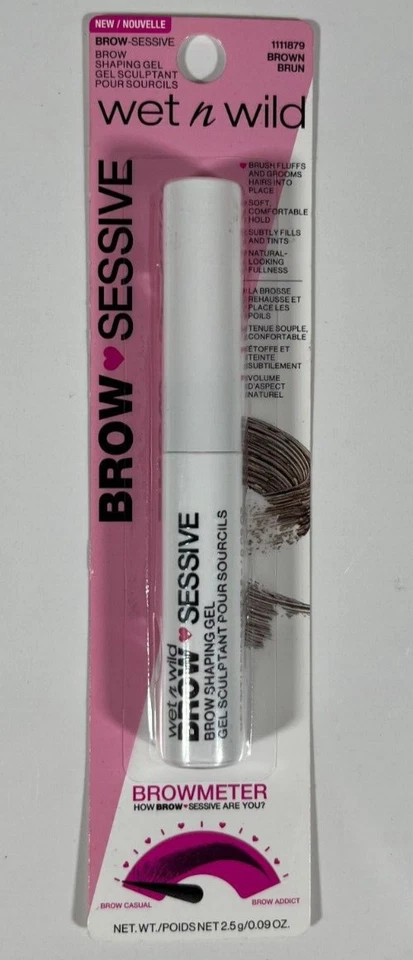 NEW / NOUVELLE
BROW-SESSIVE
BROW
SHAPING GEL
GEL SCULPTANT
POUR SOURCILS
1111879
BROWN
BRUN
wet n wild
BROW♥SESSIVE
BRUSH FLUFFS
AND GROOMS
HAIRS INTO
PLACE
SOFT,
COMFORTABLE
HOLD
SUBTLY FILLS
AND TINTS
NATURAL-
LOOKING
FULLNESS
LA BROSSE
REHAUSSE ET
PLACE LES
POILS
TENUE SOUPLE,
CONFORTABLE
ÉTOFFE ET
TEINTE
SUBTILEMENT
VOLUME
D'ASPECT
NATUREL
wet n wild
BROW♥SESSIVE
BROW SHAPING GEL
GEL SCULPTANT POUR SOURCILS
BROWMETER
HOW BROW♥SESSIVE ARE YOU?
BROW CASUAL
BROW ADDICT
NET. WT./POIDS NET 2.5 g/0.09 OZ.